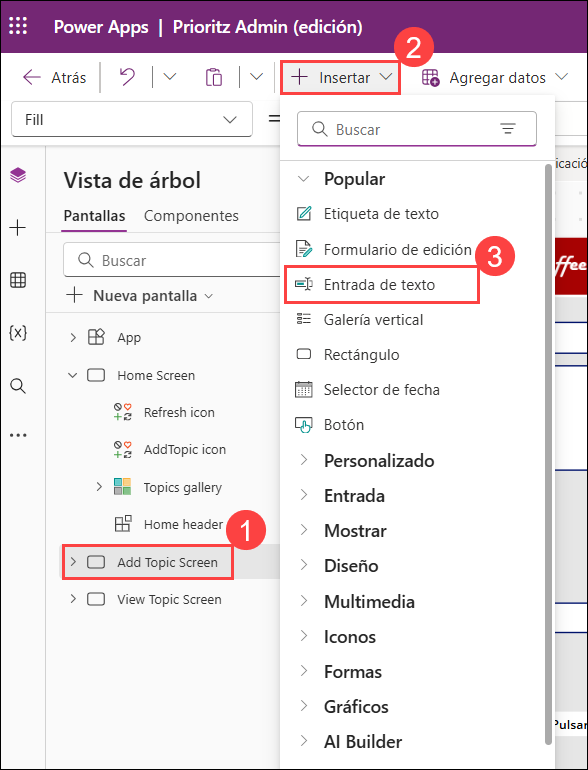 Power Apps | Prioritz Admin (edición)
2
Atrás
Insertar
Agregar datos
Fill
=
Buscar
Popular
Etiqueta de texto
Formulario de edición
3
Entrada de texto
Galería vertical
Rectángulo
Selector de fecha
Botón
Personalizado
Entrada
Mostrar
Diseño
Multimedia
Iconos
Formas
Gráficos
AI Builder
Vista de árbol
Pantallas
Componentes
Buscar
Nueva pantalla
App
Home Screen
Refresh icon
AddTopic icon
Topics gallery
Home header
1
Add Topic Screen
View Topic Screen
{x}
icació
ffee
Pulsar